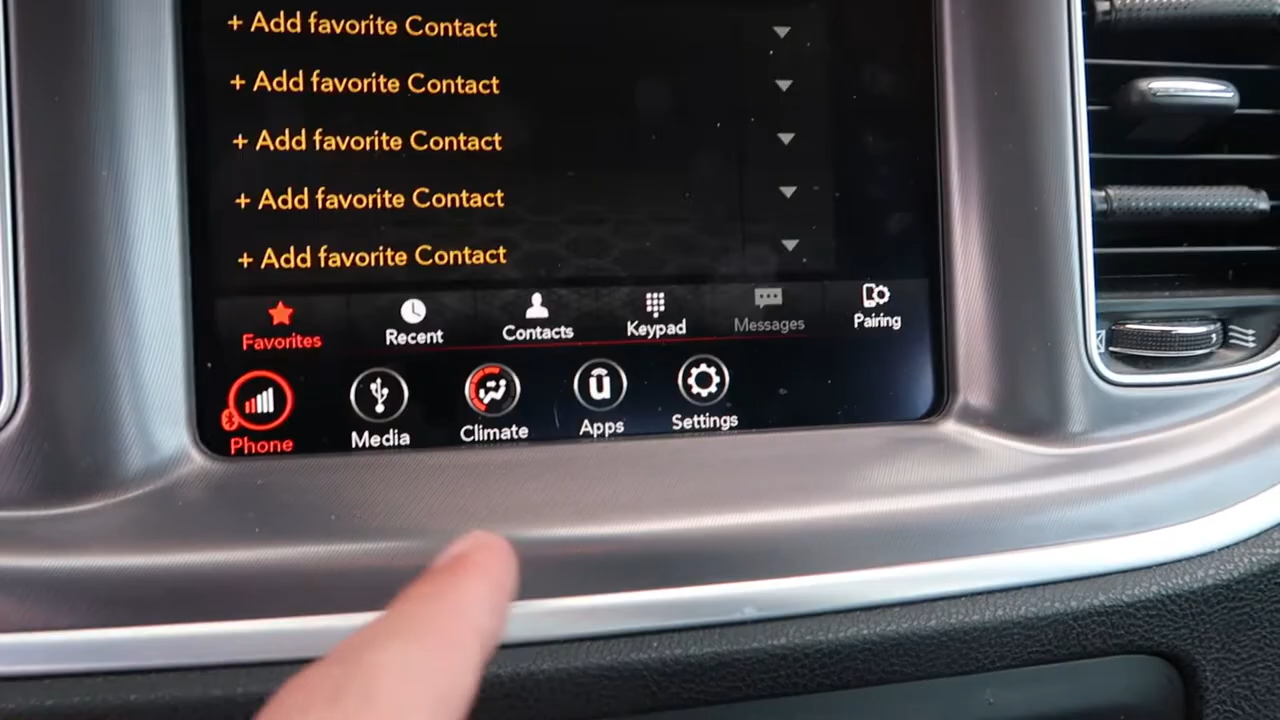 + Add favorite Contact
+ Add favorite Contact
+ Add favorite Contact
+ Add favorite Contact
+ Add favorite Contact
Favorites Recent Contacts Keypad Messages Pairing
Phone Media Climate Apps Settings